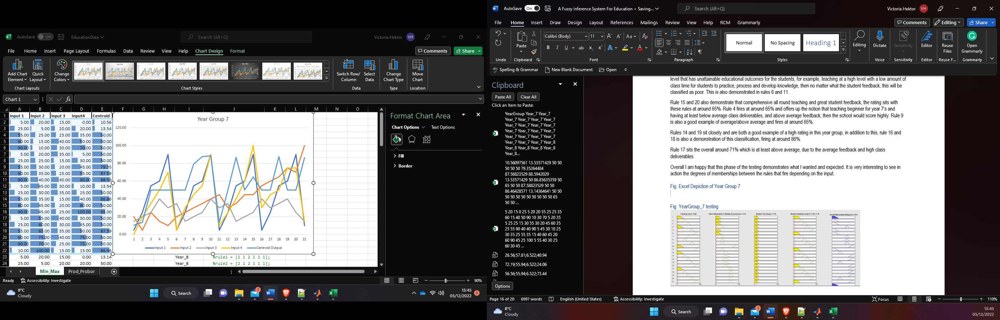 AutoSave Off EducationData Search (Alt+Q) Victoria Hektor VH
File Home Insert Page Layout Formulas Data Review View Help Chart Design Format Comments Share
Add Chart Element Quick Layout Change Colors Switch Row/ Column Select Data Change Chart Type Move Chart
Chart Layouts Chart Styles Data Type Location
Chart 1 fx
A B C D E F G H I J K L M N O
1 Input 1 Input 2 Input 3 Input4 Centroid
2 5.00 20.00 15.00 0.00 10.56
3 25.00 5.00 20.00 20.00 13.54
4 55.00 25.00 25.00 35.00 50.00
5 60.00 15.00 40.00 50.00 50.00
6 90.00 10.00 30.00 70.00 50.00
7 5.00 20.00 35.00 5.00 50.00
8 25.00 25.00 15.00 30.00 50.00
9 55.00 30.00 20.00 45.00 79.35
10 60.00 35.00 25.00 55.00 87.59
11 90.00 40.00 40.00 90.00 88.59
12 5.00 45.00 30.00 10.00 13.54
13 25.00 30.00 35.00 25.00 50.00
14 55.00 35.00 15.00 40.00 86.86
15 60.00 45.00 20.00 60.00 50.00
16 90.00 45.00 25.00 100.00 65.00
17 5.00 55.00 40.00 30.00 50.00
18 25.00 60.00 30.00 45.00 50.00
19 55.00 65.00 35.00 50.00 87.59
20 60.00 75.00 40.00 75.00 50.00
21 90.00 70.00 25.00 75.00 50.00
22 10.00 100.00 15.00 15.00 86.46
23 5.00 20.00 15.00 0.00 13.14 Year_8 %rule1 = [1 1 2 1 1 1];
24 25.00 5.00 20.00 20.00 50.00 Year_8 %rule2 = [2 1 2 1 1 1];
Year Group 7
120.00
100.00
80.00
60.00
40.00
20.00
0.00
1 2 3 4 5 6 7 8 9 10 11 12 13 14 15 16 17 18 19 20 21
Input 1 Input 2 Input 3 Input 4 Centroid Output
Format Chart Area
Chart Options Text Options
Fill
Border
Min_Max Prod_Probor
Ready Accessibility: Investigate 90%
8°C
Cloudy
Search
1
15:45
05/12/2022
3
AutoSave On A Fuzzy Inference System For Education • Saving... Search (Alt+Q) Victoria Hektor VH
File Home Insert Draw Design Layout References Mailings Review View Help RCM Grammarly Comments Editing Share
Paste Calibri (Body) 11 Aa Normal No Spacing Heading 1 Editing Dictate Sensitivity Editor Reuse Files Open Grammarly
Undo Clipboard Font Paragraph Styles Voice Sensitivity Editor Reuse F... Grammarly
Spelling & Grammar New Blank Document Open
Clipboard
Paste All Clear All
Click an Item to Paste:
YearGroup Year_7 Year_7
Year_7 Year_7 Year_7 Year_7
Year_7 Year_7 Year_7 Year_7
Year_7 Year_7 Year_7 Year_7
Year_7 Year_7 Year_7 Year_7
Year_7 Year_7 Year_7 Year_8
Year_8 Year_8 Year_8 Year_8
Year_8...
10.56097561 13.53571429 50 50
50 50 50 79.35264484
87.58823529 88.5942029
13.53571429 50 86.85635359 50
65 50 50 87.58823529 50 50
86.46428571 13.14364641 50 50
50 50 50 50 50 50 50 50 65
50 50 ...
5 20 15 0 25 5 20 20 55 25 25 35
60 15 40 50 90 10 30 70 5 20 35
5 25 25 15 30 55 30 20 45 60 35
25 55 90 40 40 90 5 45 30 10 25
30 35 25 55 35 15 40 60 45 20
60 90 45 25 100 5 55 40 30 25
60 30 45 ...
26.56;57.81;6.522;40.94
72.19;55.94;6.522;24.06
56.56;55.94;6.522;73.44
Options
level that has unattainable educational outcomes for the students, for example, teaching at a high level with a low amount of
class time for students to practice, process and develop knowledge, then no matter what the student feedback, this will be
classified as poor. This is also demonstrated in rules 6 and 11.
Rule 15 and 20 also demonstrate that comprehensive all round teaching and great student feedback, the rating sits with
these rules at around 65%. Rule 4 fires at around 65% and offers up the notion that teaching beginner for year 7's and
having at least below average class deliverables, and above average feedback, then the school would score highly. Rule 9
is also a good example of average/above average and fires at around 65%.
Rules 14 and 19 sit closely and are both a good example of a high rating in this year group, in addition to this, rule 16 and
18 is also a demonstration of this classification, firing at around 86%.
Rule 17 sits the overall around 71% which is at least above average, due to the average feedback and high class
deliverables.
Overall I am happy that this phase of the testing demonstrates what I wanted and expected. It is very interesting to see in
action the degrees of memberships between the rules that fire depending on the input.
Fig. Excel Depiction of Year Group 7
Fig. YearGroup_7 testing
Page 16 of 20 6997 words English (United States) Accessibility: Investigate Focus 110%
8°C
Cloudy
Search
1
15:45
05/12/2022